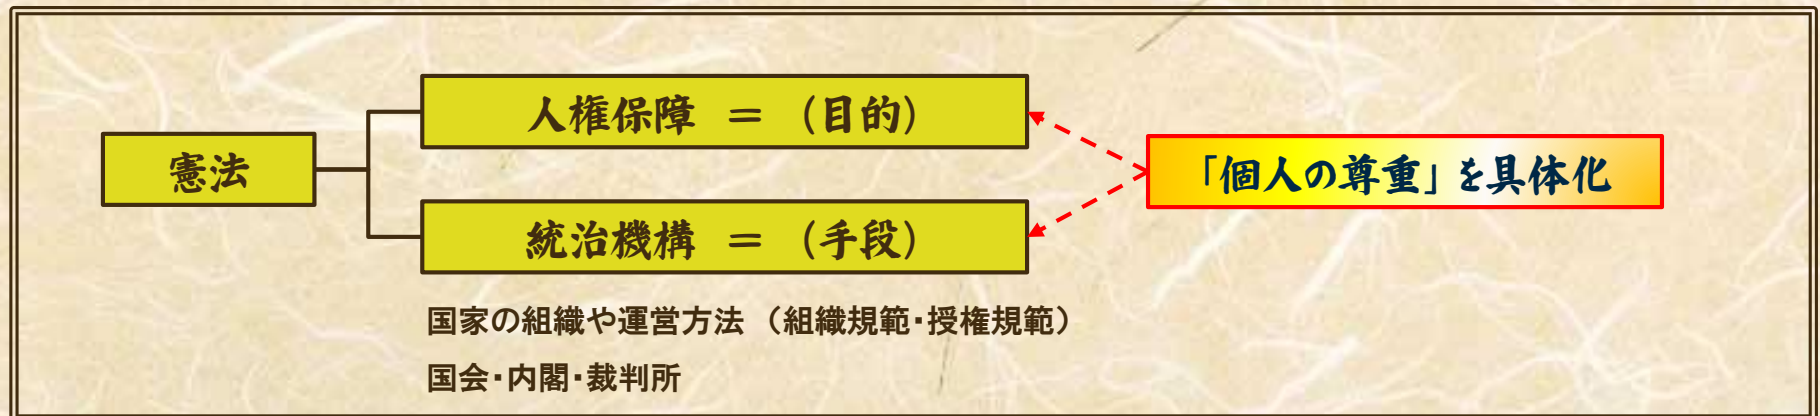 憲法
人権保障 ＝ （目的）
統治機構 ＝ （手段）
「個人の尊重」を具体化
国家の組織や運営方法 （組織規範・授権規範）
国会・内閣・裁判所